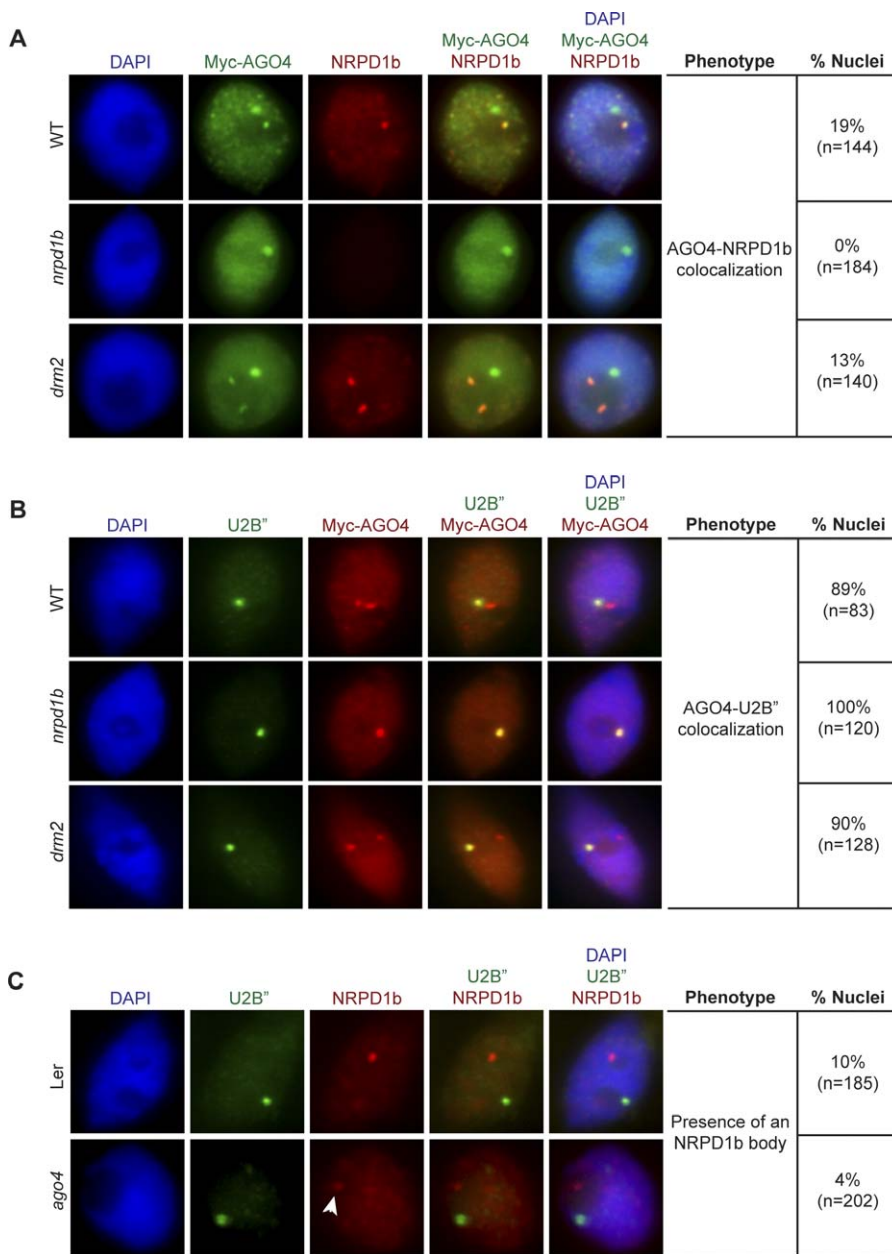 A
DAPI
Myc-AGO4
NRPD1b
Myc-AGO4
NRPD1b
DAPI
Myc-AGO4
NRPD1b
Phenotype
% Nuclei
WT
nrpd1b
drm2
AGO4-NRPD1b
colocalization
19%
(n=144)
0%
(n=184)
13%
(n=140)
B
DAPI
U2B”
Myc-AGO4
U2B”
Myc-AGO4
DAPI
U2B”
Myc-AGO4
Phenotype
% Nuclei
WT
nrpd1b
drm2
AGO4-U2B”
colocalization
89%
(n=83)
100%
(n=120)
90%
(n=128)
C
DAPI
U2B”
NRPD1b
U2B”
NRPD1b
DAPI
U2B”
NRPD1b
Phenotype
% Nuclei
Ler
ago4
Presence of an
NRPD1b body
10%
(n=185)
4%
(n=202)